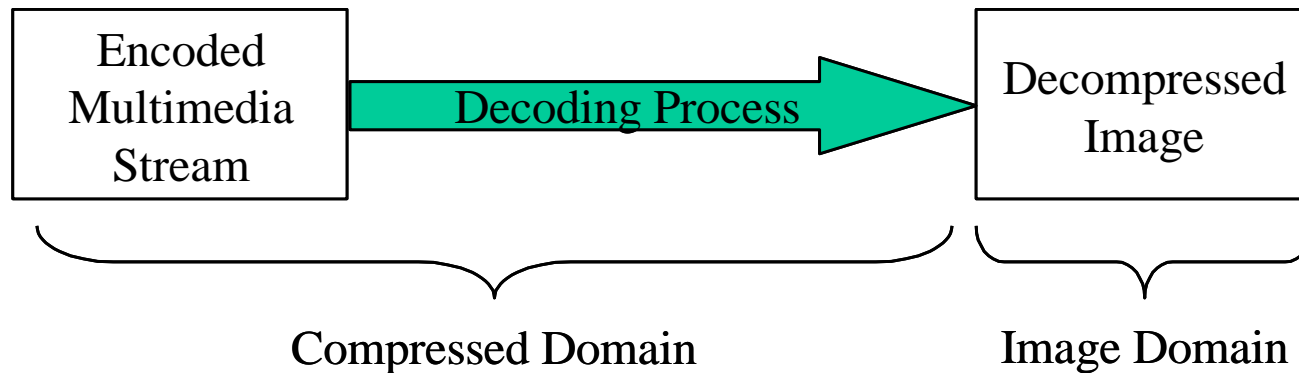 Encoded
Multimedia
Stream
Decoding Process
Decompressed
Image
Compressed Domain
Image Domain